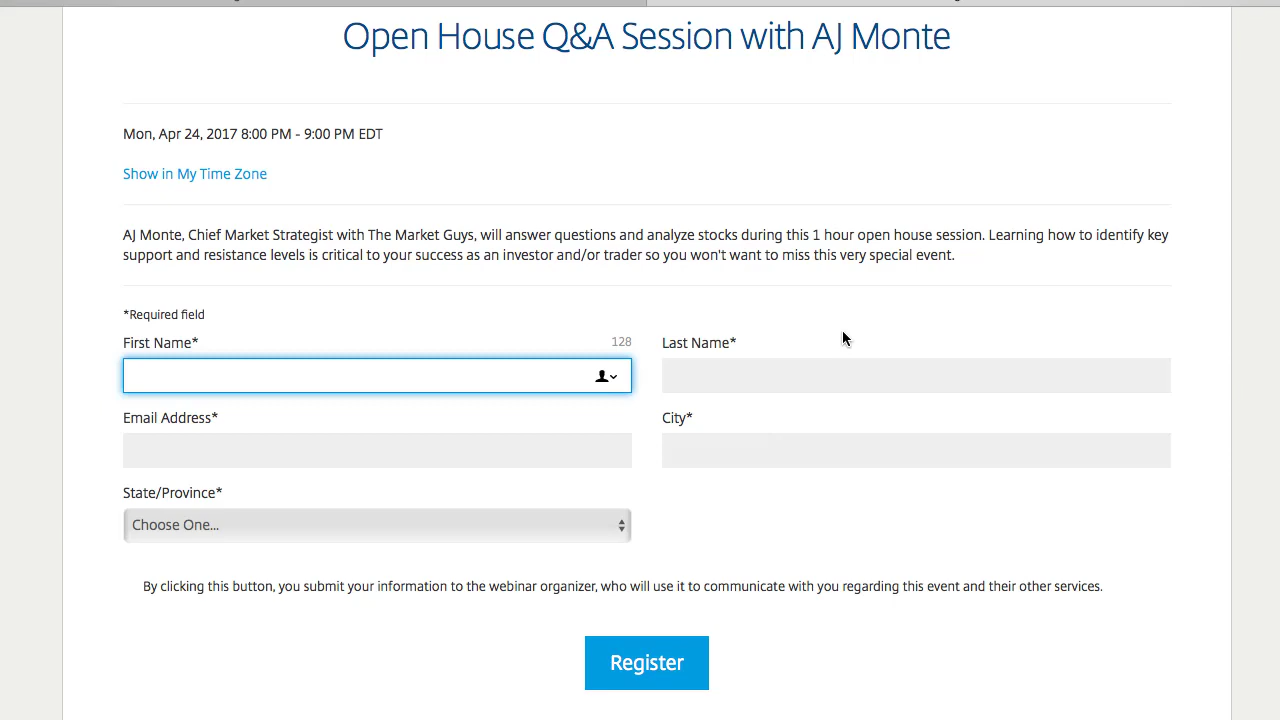 Open House Q&A Session with AJ Monte
Mon, Apr 24, 2017 8:00 PM - 9:00 PM EDT
Show in My Time Zone
AJ Monte, Chief Market Strategist with The Market Guys, will answer questions and analyze stocks during this 1 hour open house session. Learning how to identify key
support and resistance levels is critical to your success as an investor and/or trader so you won't want to miss this very special event.
*Required field
First Name* 128 Last Name*
Email Address* City*
State/Province*
Choose One...
By clicking this button, you submit your information to the webinar organizer, who will use it to communicate with you regarding this event and their other services.
Register